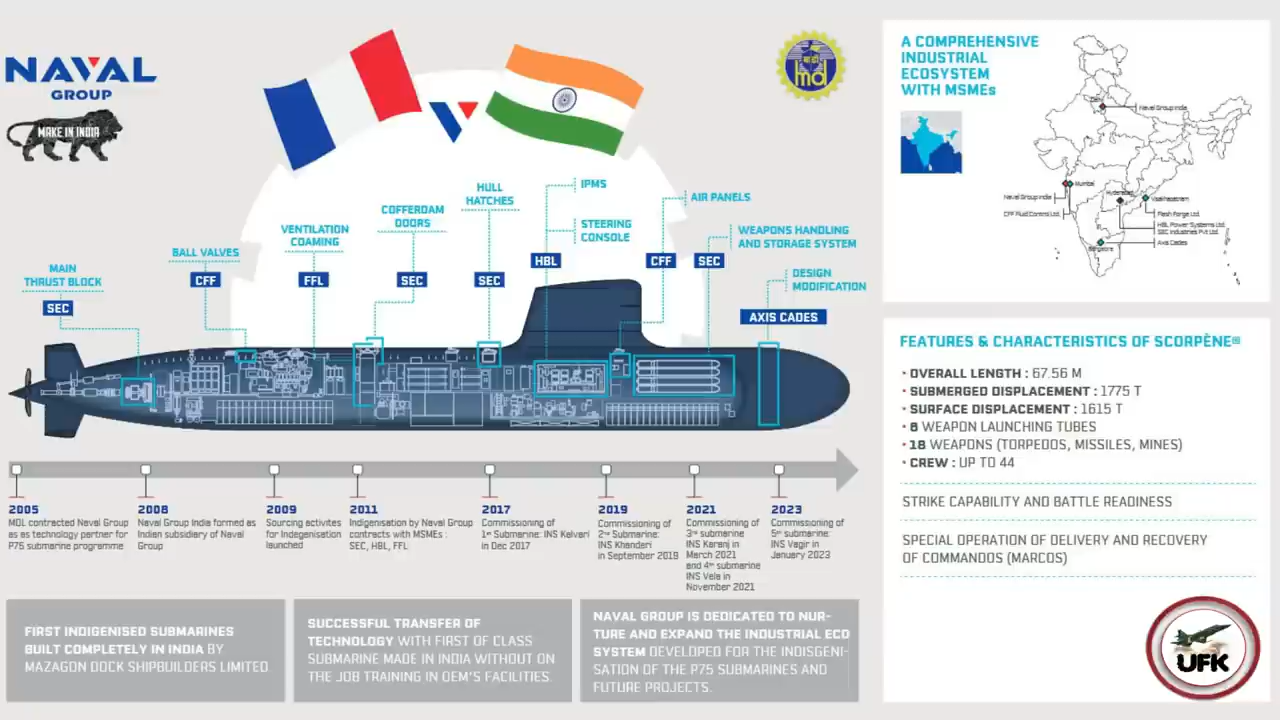 NAVAL
GROUP
MAKE IN INDIA
A COMPREHENSIVE
INDUSTRIAL
ECOSYSTEM
WITH MSMEs
Naval Group India
Mumbai
Naval Group India
CFF Fluid Control Ltd.
Hyderabad
Visakhapatnam
Flash Forge Ltd.
HBL Power Systems Ltd.
SEC Industries Pvt Ltd.
Axis Cades
Bangalore
MAIN
THRUST BLOCK
SEC
BALL VALVES
CFF
VENTILATION
COAMING
FFL
COFFERDAM
DOORS
SEC
HULL
HATCHES
SEC
IPMS
STEERING
CONSOLE
HBL
AIR PANELS
CFF
WEAPONS HANDLING
AND STORAGE SYSTEM
SEC
DESIGN
MODIFICATION
AXIS CADES
2005
MDL contracted Naval Group
as as technology partner for
P75 submarine programme
2008
Naval Group India formed as
Indian subsidiary of Naval
Group
2009
Sourcing activites
for Indegenisation
launched
2011
Indigenisation by Naval Group
contracts with MSMEs :
SEC, HBL, FFL
2017
Commissioning of
1st Submarine: INS Kalvari
in Dec 2017
2019
Commissioning of
2nd Submarine:
INS Khanderi
in September 2019
2021
Commissioning of
3rd submarine
INS Karanj in
March 2021
and 4th submarine
INS Vela in
November 2021
2023
Commissioning of
5th submarine:
INS Vagir in
January 2023
FIRST INDIGENISED SUBMARINES
BUILT COMPLETELY IN INDIA BY
MAZAGON DOCK SHIPBUILDERS LIMITED.
SUCCESSFUL TRANSFER OF
TECHNOLOGY WITH FIRST OF CLASS
SUBMARINE MADE IN INDIA WITHOUT ON
THE JOB TRAINING IN OEM'S FACILITIES.
NAVAL GROUP IS DEDICATED TO NUR-
TURE AND EXPAND THE INDUSTRIAL ECO
SYSTEM DEVELOPED FOR THE INDISGENI-
SATION OF THE P75 SUBMARINES AND
FUTURE PROJECTS.
FEATURES & CHARACTERISTICS OF SCORPÈNE®
• OVERALL LENGTH : 67.56 M
• SUBMERGED DISPLACEMENT : 1775 T
• SURFACE DISPLACEMENT : 1615 T
• 6 WEAPON LAUNCHING TUBES
• 18 WEAPONS (TORPEDOS, MISSILES, MINES)
• CREW : UP TO 44
STRIKE CAPABILITY AND BATTLE READINESS
SPECIAL OPERATION OF DELIVERY AND RECOVERY
OF COMMANDOS (MARCOS)
UFK